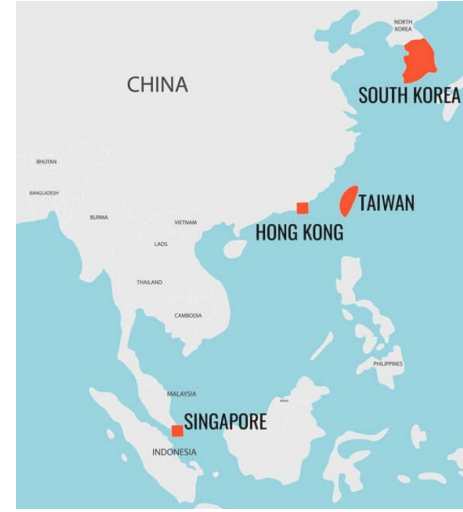 NORTH
KOREA
CHINA
SOUTH KOREA
BHUTAN
BANGLADESH
TAIWAN
BURMA
VIETNAM
HONG KONG
LAOS
THAILAND
CAMBODIA
PHILIPPINES
MALAYSIA
SINGAPORE
INDONESIA